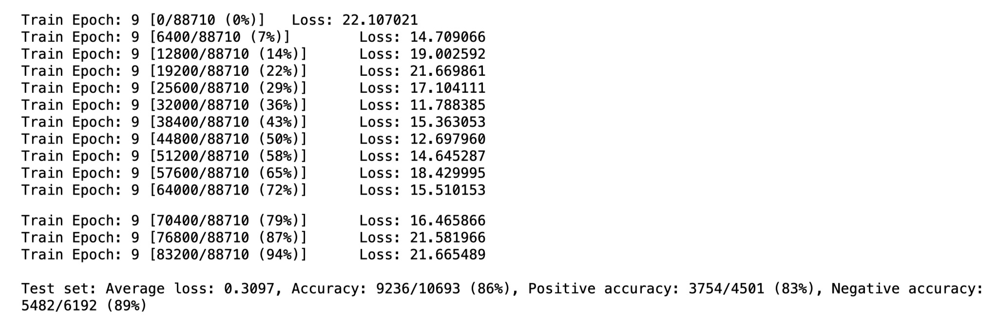 Train Epoch: 9 [0/88710 (0%)]	Loss: 22.107021
Train Epoch: 9 [6400/88710 (7%)]	Loss: 14.709066
Train Epoch: 9 [12800/88710 (14%)]	Loss: 19.002592
Train Epoch: 9 [19200/88710 (22%)]	Loss: 21.669861
Train Epoch: 9 [25600/88710 (29%)]	Loss: 17.104111
Train Epoch: 9 [32000/88710 (36%)]	Loss: 11.788385
Train Epoch: 9 [38400/88710 (43%)]	Loss: 15.363053
Train Epoch: 9 [44800/88710 (50%)]	Loss: 12.697960
Train Epoch: 9 [51200/88710 (58%)]	Loss: 14.645287
Train Epoch: 9 [57600/88710 (65%)]	Loss: 18.429995
Train Epoch: 9 [64000/88710 (72%)]	Loss: 15.510153
Train Epoch: 9 [70400/88710 (79%)]	Loss: 16.465866
Train Epoch: 9 [76800/88710 (87%)]	Loss: 21.581966
Train Epoch: 9 [83200/88710 (94%)]	Loss: 21.665489
Test set: Average loss: 0.3097, Accuracy: 9236/10693 (86%), Positive accuracy: 3754/4501 (83%), Negative accuracy:
5482/6192 (89%)